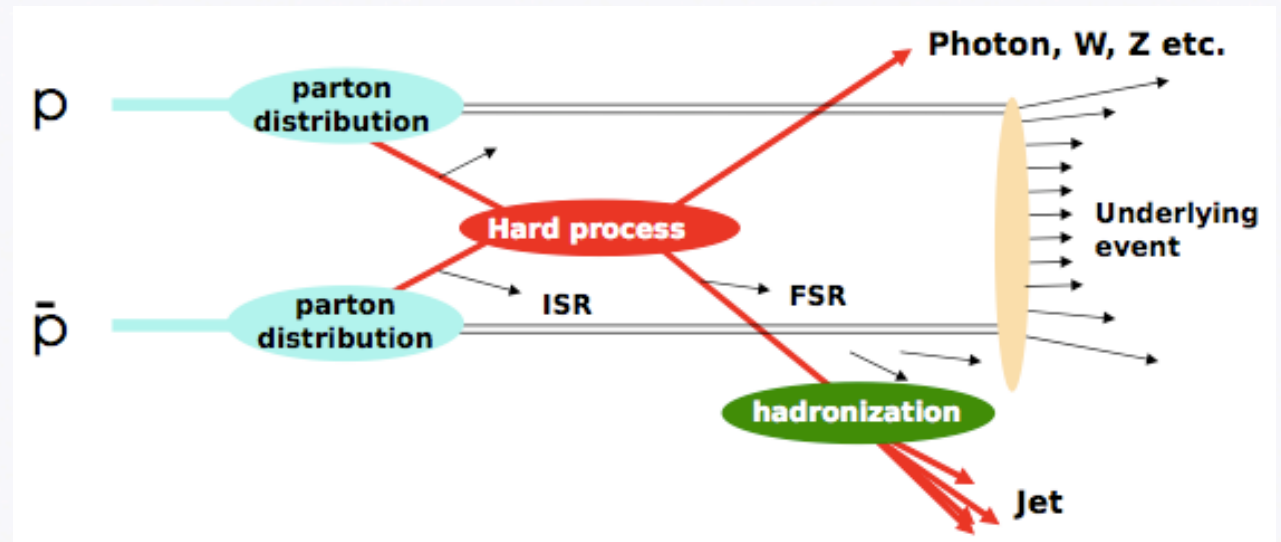 Photon, W, Z etc.
p
parton
distribution
Hard process
Underlying
event
ISR
FSR
p̄
parton
distribution
hadronization
Jet